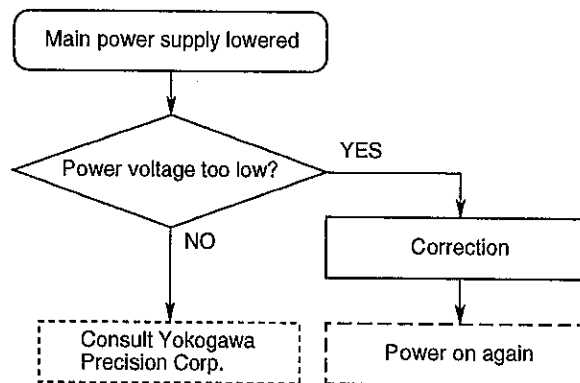 Main power supply lowered
Power voltage too low?
YES
NO
Correction
Consult Yokogawa
Precision Corp.
Power on again